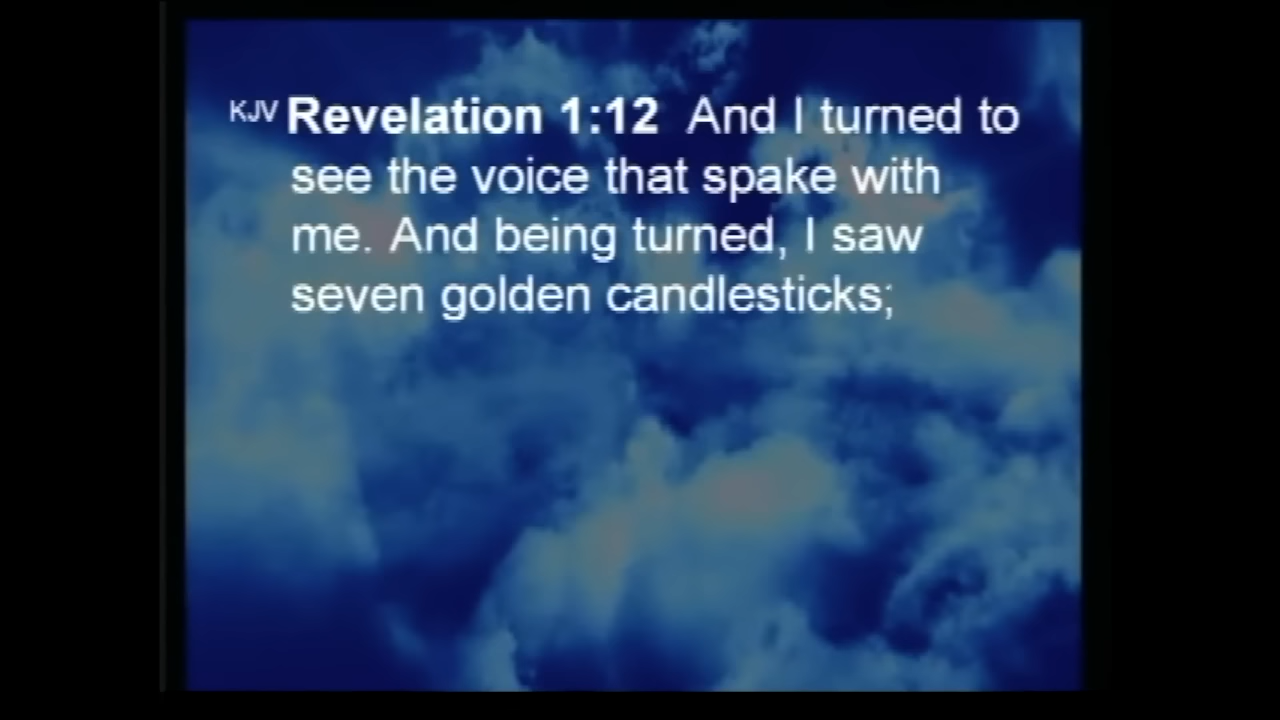 KJV Revelation 1:12 And I turned to
see the voice that spake with
me. And being turned, I saw
seven golden candlesticks;